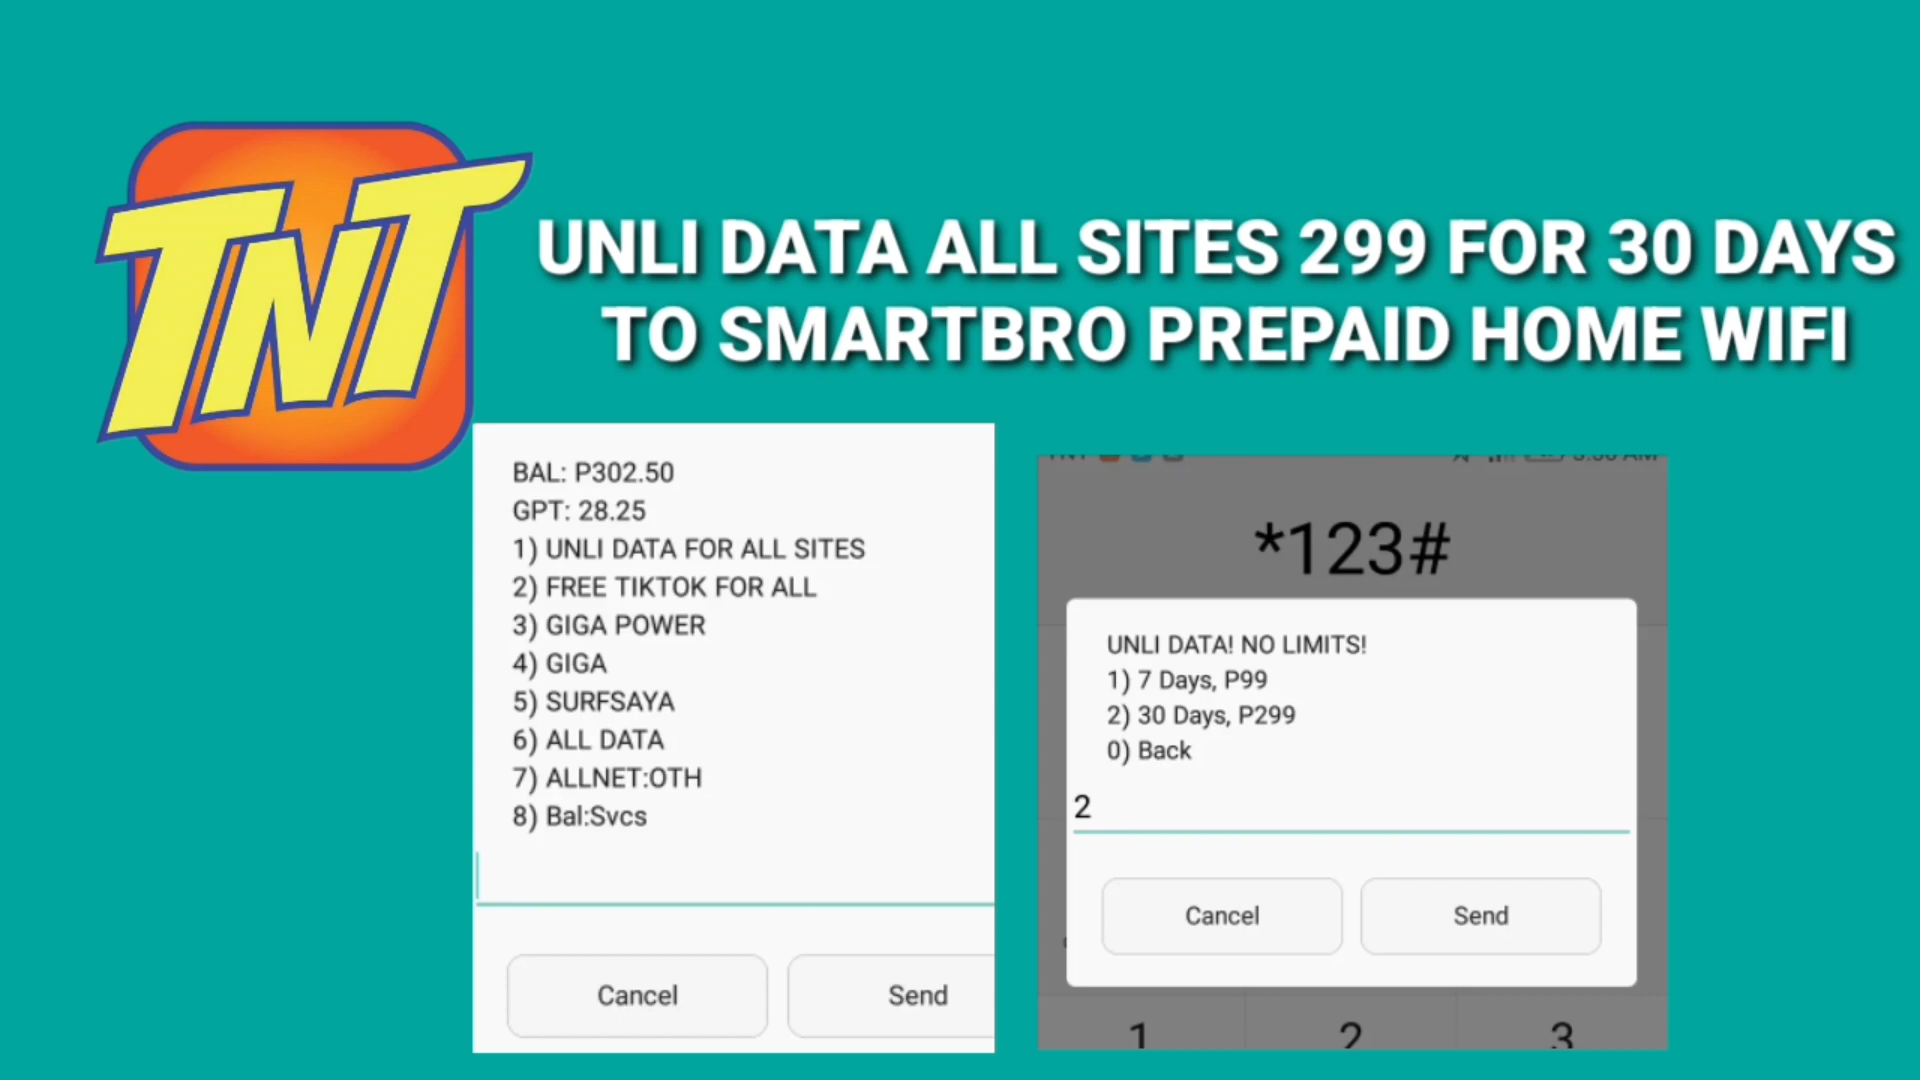 TNT
UNLI DATA ALL SITES 299 FOR 30 DAYS
TO SMARTBRO PREPAID HOME WIFI
BAL: P302.50
GPT: 28.25
1) UNLI DATA FOR ALL SITES
2) FREE TIKTOK FOR ALL
3) GIGA POWER
4) GIGA
5) SURFSAYA
6) ALL DATA
7) ALLNET:OTH
8) Bal:Svcs
Cancel Send
*123#
UNLI DATA! NO LIMITS!
1) 7 Days, P99
2) 30 Days, P299
0) Back
2
Cancel Send
1 2 3